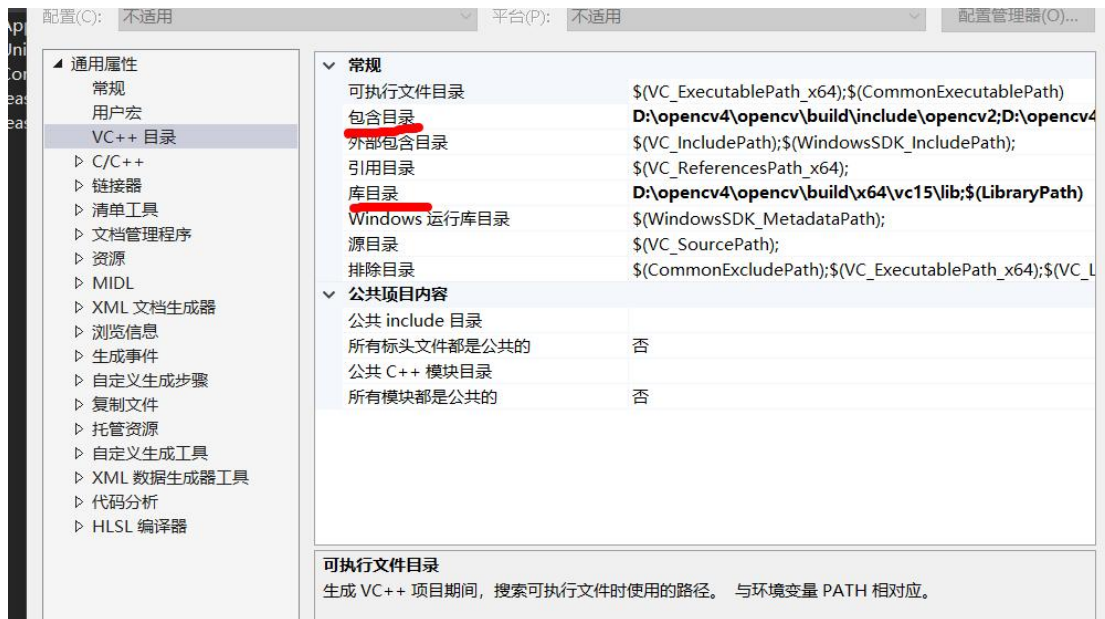 配置(C): 不适用 平台(P): 不适用 配置管理器(O)...
通用属性
常规
用户宏
VC++ 目录
C/C++
链接器
清单工具
文档管理程序
资源
MIDL
XML 文档生成器
浏览信息
生成事件
自定义生成步骤
复制文件
托管资源
自定义生成工具
XML 数据生成器工具
代码分析
HLSL 编译器
常规
可执行文件目录 $(VC_ExecutablePath_x64);$(CommonExecutablePath)
包含目录 D:\opencv4\opencv\build\include\opencv2;D:\opencv4
外部包含目录 $(VC_IncludePath);$(WindowsSDK_IncludePath);
引用目录 $(VC_ReferencesPath_x64);
库目录 D:\opencv4\opencv\build\x64\vc15\lib;$(LibraryPath)
Windows 运行库目录 $(WindowsSDK_MetadataPath);
源目录 $(VC_SourcePath);
排除目录 $(CommonExcludePath);$(VC_ExecutablePath_x64);$(VC_L
公共项目内容
公共 include 目录
所有标头文件都是公共的 否
公共 C++ 模块目录
所有模块都是公共的 否
可执行文件目录
生成 VC++ 项目期间，搜索可执行文件时使用的路径。 与环境变量 PATH 相对应。